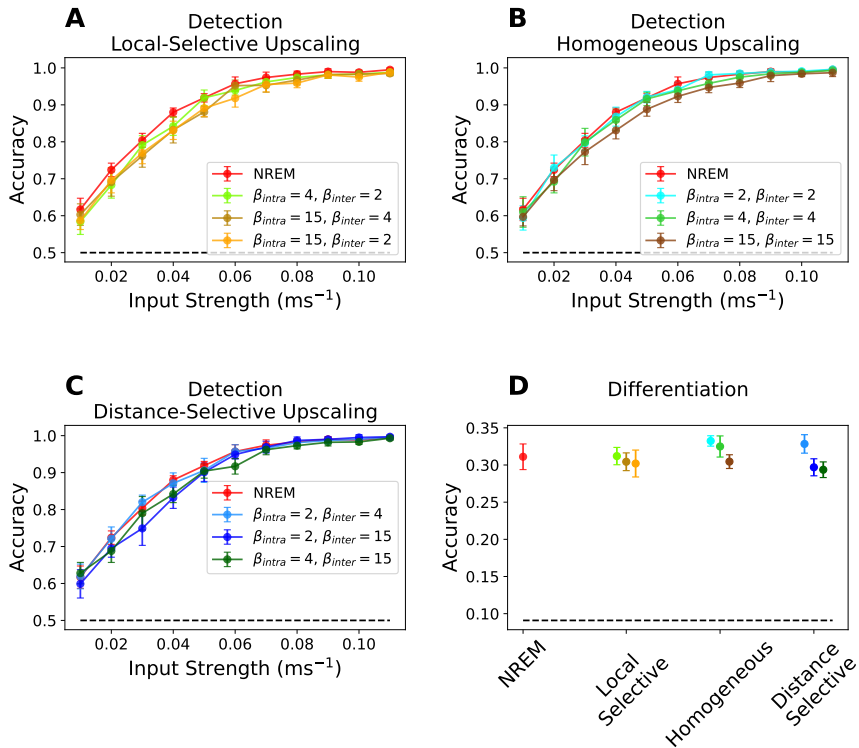 A
Detection
Local-Selective Upscaling
1.0
0.9
0.8
0.7
0.6
0.5
Accuracy
NREM
β_intra = 4, β_inter = 2
β_intra = 15, β_inter = 4
β_intra = 15, β_inter = 2
0.02 0.04 0.06 0.08 0.10
Input Strength (ms⁻¹)
B
Detection
Homogeneous Upscaling
1.0
0.9
0.8
0.7
0.6
0.5
Accuracy
NREM
β_intra = 2, β_inter = 2
β_intra = 4, β_inter = 4
β_intra = 15, β_inter = 15
0.02 0.04 0.06 0.08 0.10
Input Strength (ms⁻¹)
C
Detection
Distance-Selective Upscaling
1.0
0.9
0.8
0.7
0.6
0.5
Accuracy
NREM
β_intra = 2, β_inter = 4
β_intra = 2, β_inter = 15
β_intra = 4, β_inter = 15
0.02 0.04 0.06 0.08 0.10
Input Strength (ms⁻¹)
D
Differentiation
0.35
0.30
0.25
0.20
0.15
0.10
Accuracy
NREM
Local
Selective
Homogeneous
Distance
Selective